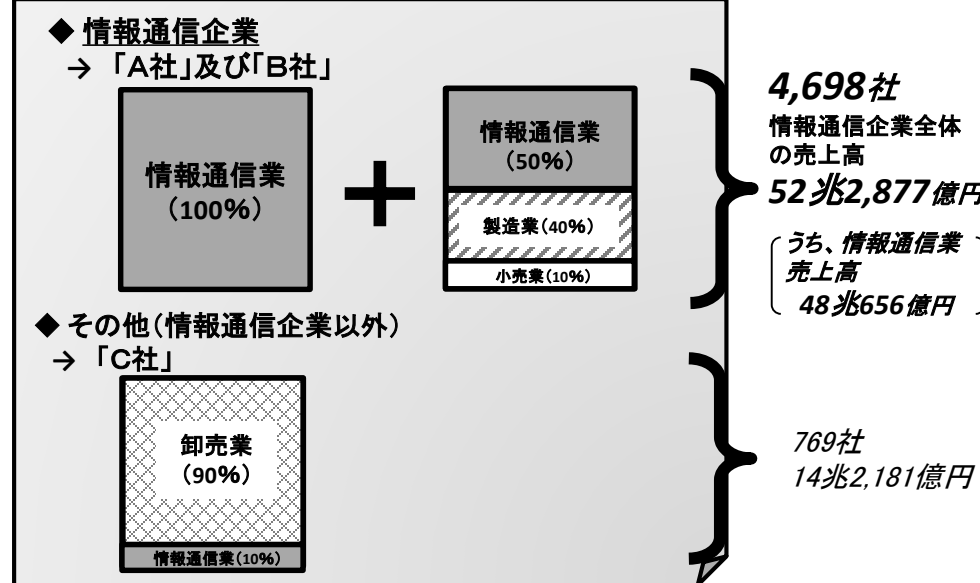 ◆ 情報通信企業
→ 「A社」及び「B社」
情報通信業
(100%)
+
情報通信業
(50%)
製造業(40%)
小売業(10%)
4,698社
情報通信企業全体
の売上高
52兆2,877億円
うち、情報通信業
売上高
48兆656億円
◆ その他(情報通信企業以外)
→ 「C社」
卸売業
(90%)
情報通信業(10%)
769社
14兆2,181億円